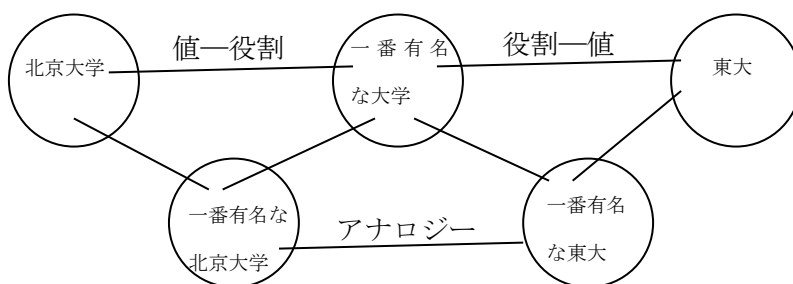 値―役割
役割―値
北京大学
一番有名
な大学
東大
一番有名な
北京大学
アナロジー
一番有名
な東大